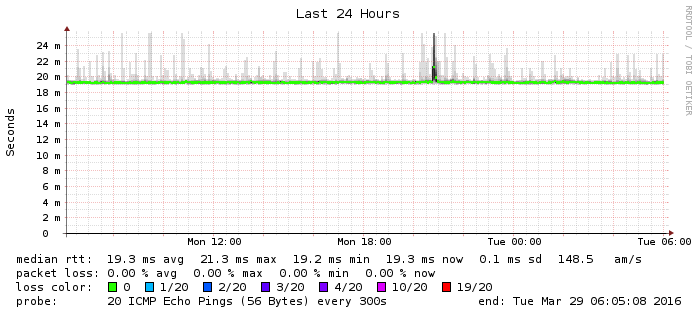 Last 24 Hours
RRDTOOL / TOBI OETIKER
Seconds
24 m
22 m
20 m
18 m
16 m
14 m
12 m
10 m
8 m
6 m
4 m
2 m
0
Mon 12:00 Mon 18:00 Tue 00:00 Tue 06:00
median rtt: 19.3 ms avg 21.3 ms max 19.2 ms min 19.3 ms now 0.1 ms sd 148.5 am/s
packet loss: 0.00 % avg 0.00 % max 0.00 % min 0.00 % now
loss color: 0 1/20 2/20 3/20 4/20 10/20 19/20
probe: 20 ICMP Echo Pings (56 Bytes) every 300s end: Tue Mar 29 06:05:08 2016